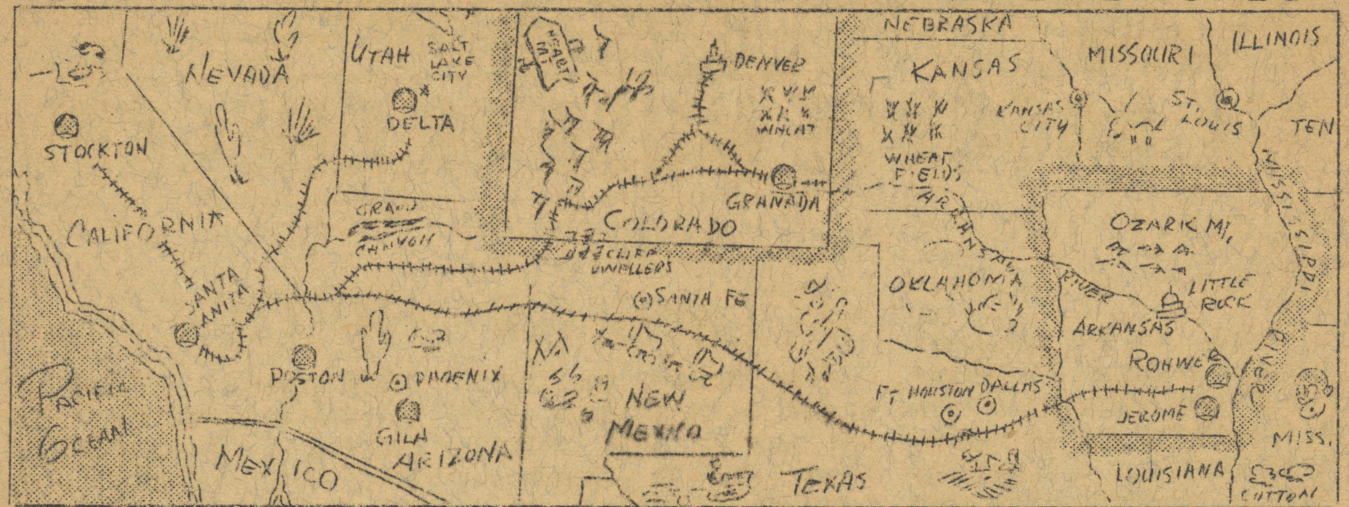 NEVADA
UTAH
SALT
LAKE
CITY
DELTA
STOCKTON
CALIFORNIA
SANTA
ANITA
PACIFIC
OCEAN
MEXICO
POSTON
PHOENIX
GILA
ARIZONA
GRAND
CANYON
HEART
MT
DENVER
WHEAT
GRANADA
COLORADO
CLIFF
DWELLERS
SANTA FE
NEW
MEXICO
NEBRASKA
KANSAS
WHEAT
FIELDS
KANSAS
CITY
MISSOURI
ST.
LOUIS
ILLINOIS
TEN
MISSISSIPPI
RIVER
ARKANSAS
RIVER
OKLAHOMA
OZARK MT.
LITTLE
ROCK
ARKANSAS
ROHWER
JEROME
FT HOUSTON
DALLAS
TEXAS
LOUISIANA
MISS.
COTTON